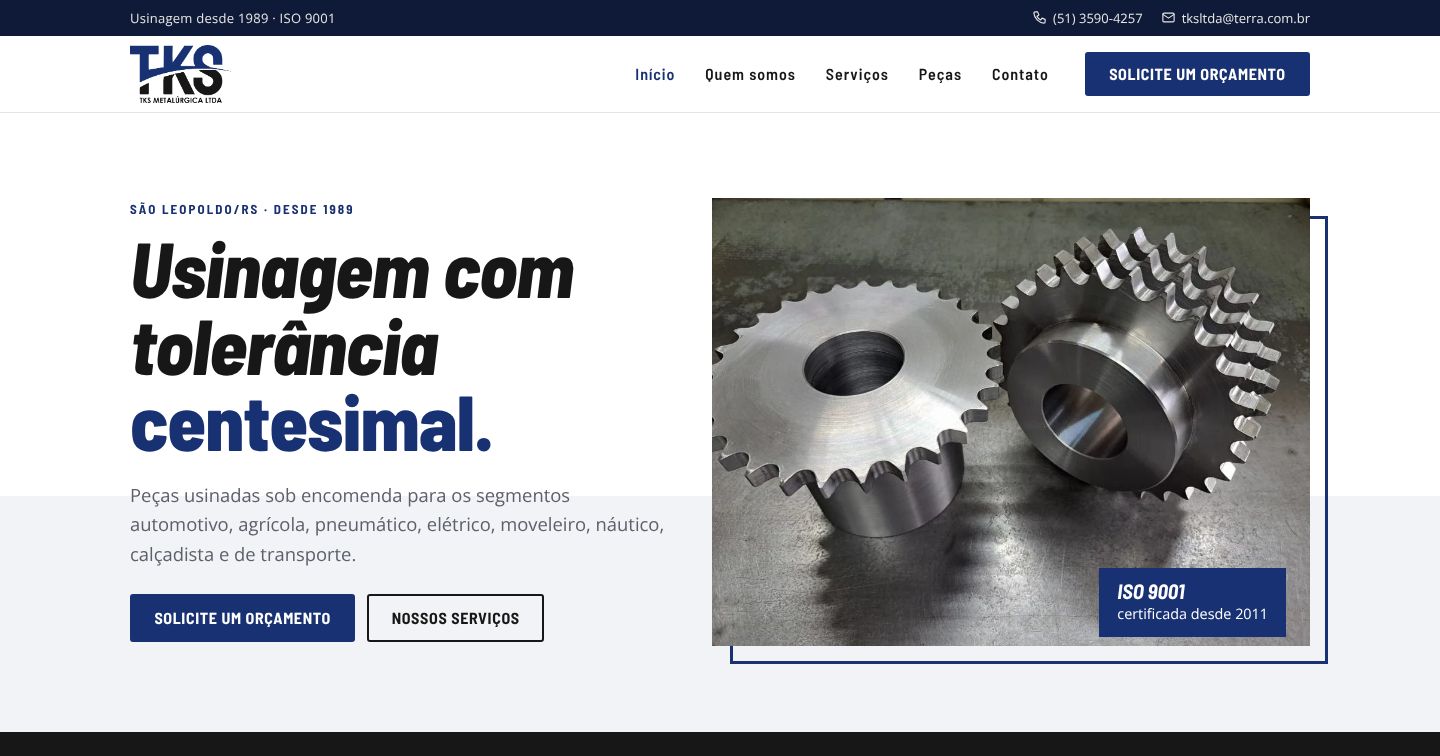 Usinagem desde 1989 · ISO 9001
(51) 3590-4257
tksltda@terra.com.br
TKS
TKS METALÚRGICA LTDA
Início
Quem somos
Serviços
Peças
Contato
SOLICITE UM ORÇAMENTO
SÃO LEOPOLDO/RS · DESDE 1989
Usinagem com
tolerância
centesimal.
Peças usinadas sob encomenda para os segmentos
automotivo, agrícola, pneumático, elétrico, moveleiro, náutico,
calçadista e de transporte.
SOLICITE UM ORÇAMENTO
NOSSOS SERVIÇOS
ISO 9001
certificada desde 2011